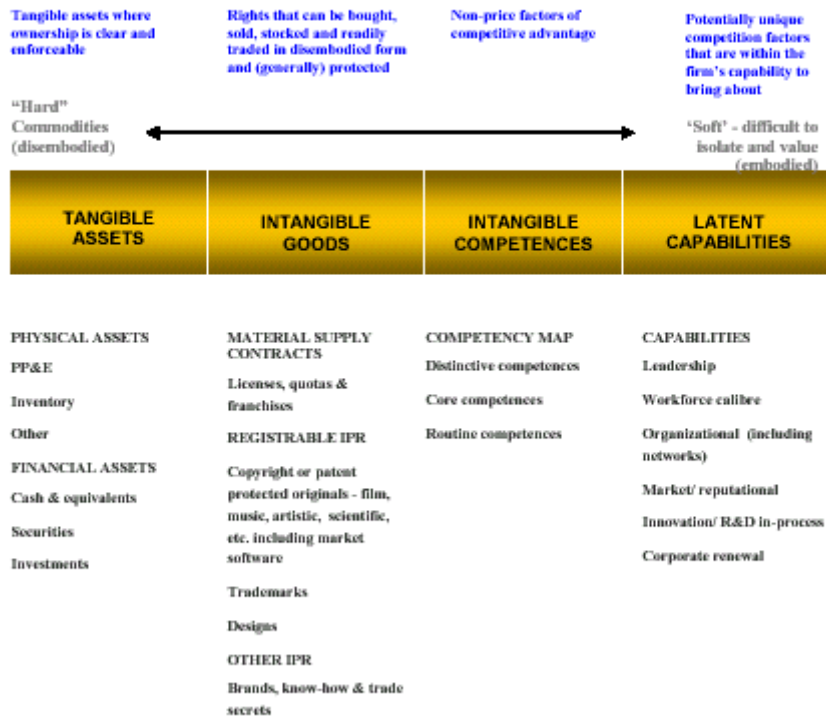 Tangible assets where
ownership is clear and
enforceable
Rights that can be bought,
sold, stocked and readily
traded in disembodied form
and (generally) protected
Non-price factors of
competitive advantage
Potentially unique
competition factors
that are within the
firm's capability to
bring about
“Hard”
Commodities
(disembodied)
‘Soft’ - difficult to
isolate and value
(embodied)
TANGIBLE
ASSETS
INTANGIBLE
GOODS
INTANGIBLE
COMPETENCES
LATENT
CAPABILITIES
PHYSICAL ASSETS
PP&E
Inventory
Other
FINANCIAL ASSETS
Cash & equivalents
Securities
Investments
MATERIAL SUPPLY
CONTRACTS
Licenses, quotas &
franchises
REGISTRABLE IPR
Copyright or patent
protected originals - film,
music, artistic, scientific,
etc. including market
software
Trademarks
Designs
OTHER IPR
Brands, know-how & trade
secrets
COMPETENCY MAP
Distinctive competences
Core competences
Routine competences
CAPABILITIES
Leadership
Workforce calibre
Organizational (including
networks)
Market/ reputational
Innovation/ R&D in-process
Corporate renewal